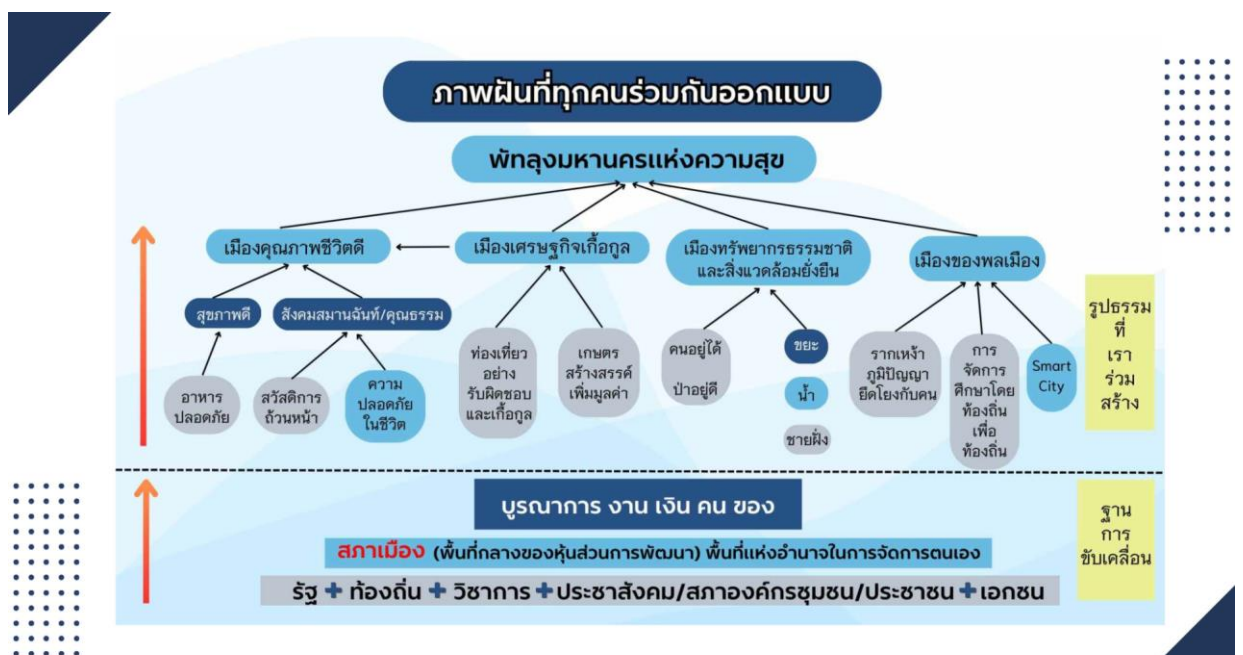 ภาพฝันที่ทุกคนร่วมกันออกแบบ
พัทลุงมหานครแห่งความสุข
เมืองคุณภาพชีวิตดี
เมืองเศรษฐกิจเกื้อกูล
เมืองทรัพยากรธรรมชาติ
และสิ่งแวดล้อมยั่งยืน
เมืองของพลเมือง
สุขภาพดี
สังคมสมานฉันท์/คุณธรรม
อาหาร
ปลอดภัย
สวัสดิการ
ถ้วนหน้า
ความ
ปลอดภัย
ในชีวิต
ท่องเที่ยว
อย่าง
รับผิดชอบ
และเกื้อกูล
เกษตร
สร้างสรรค์
เพิ่มมูลค่า
คนอยู่ได้
ป่าอยู่ดี
ขยะ
น้ำ
ชายฝั่ง
รากเหง้า
ภูมิปัญญา
ยึดโยงกับคน
การ
จัดการ
ศึกษาโดย
ท้องถิ่น
เพื่อ
ท้องถิ่น
Smart
City
รูปธรรม
ที่
เรา
ร่วม
สร้าง
บูรณาการ งาน เงิน คน ของ
สภาเมือง (พื้นที่กลางของหุ้นส่วนการพัฒนา) พื้นที่แห่งอำนาจในการจัดการตนเอง
รัฐ + ท้องถิ่น + วิชาการ + ประชาสังคม/สภาองค์กรชุมชน/ประชาชน + เอกชน
ฐาน
การ
ขับเคลื่อน